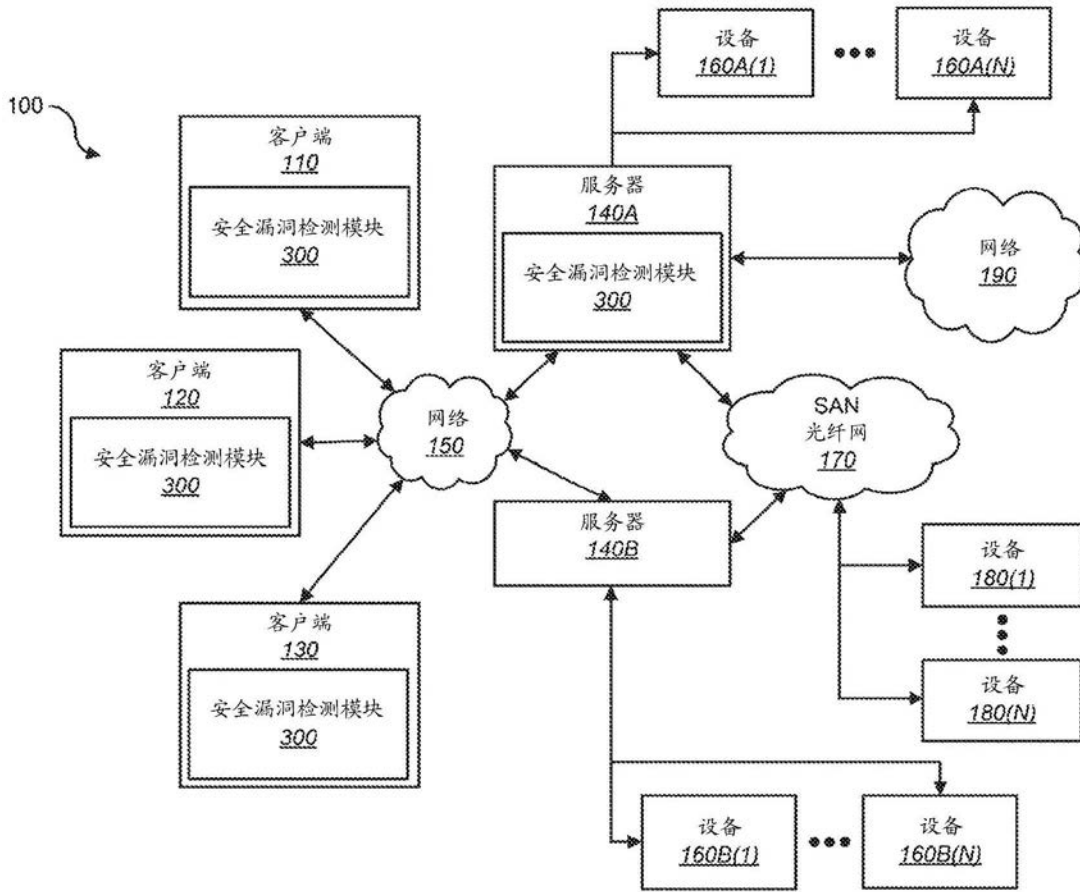 100
客户端
110
安全漏洞检测模块
300
客户端
120
安全漏洞检测模块
300
客户端
130
安全漏洞检测模块
300
网络
150
服务器
140A
安全漏洞检测模块
300
服务器
140B
设备
160A(1)
设备
160A(N)
网络
190
SAN
光纤网
170
设备
180(1)
设备
180(N)
设备
160B(1)
设备
160B(N)